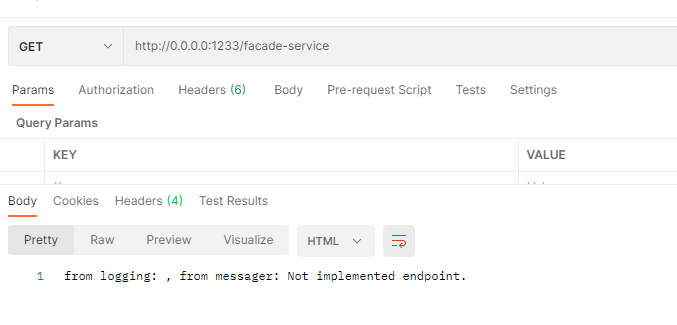 GET http://0.0.0.0:1233/facade-service
Params Authorization Headers (6) Body Pre-request Script Tests Settings
Query Params
KEY VALUE
Body Cookies Headers (4) Test Results
Pretty Raw Preview Visualize HTML
1 from logging: , from messager: Not implemented endpoint.